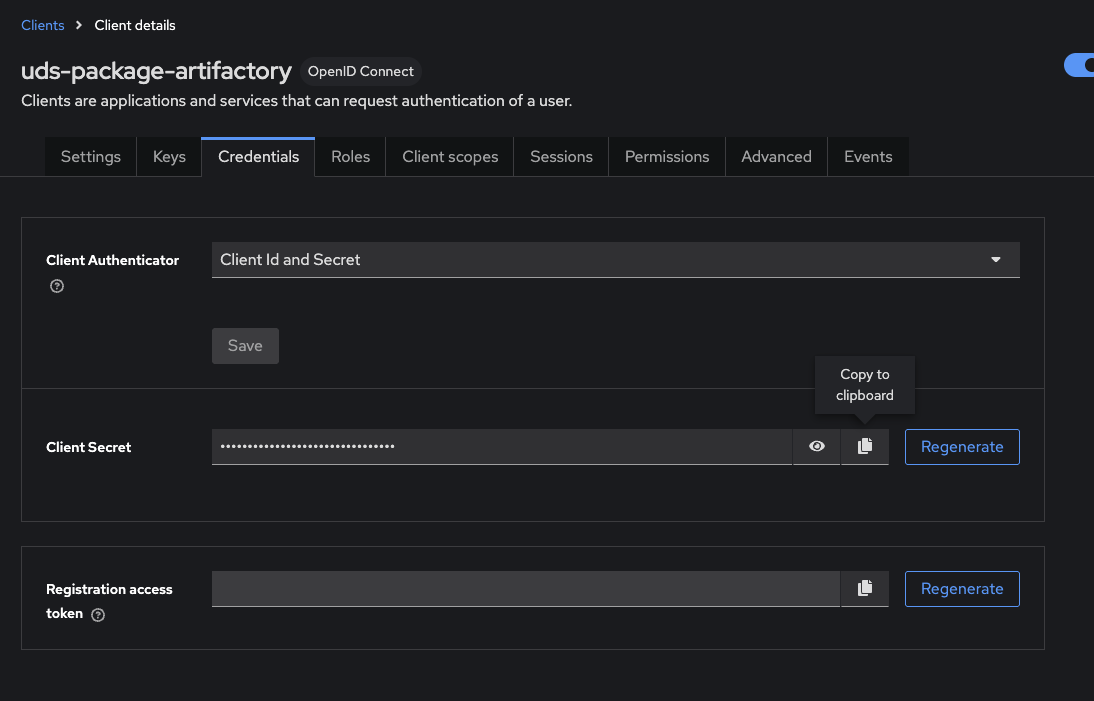 Clients > Client details
uds-package-artifactory OpenID Connect
Clients are applications and services that can request authentication of a user.
Settings Keys Credentials Roles Client scopes Sessions Permissions Advanced Events
Client Authenticator
Client Id and Secret
Save
Copy to
clipboard
Client Secret
•••••••••••••••••••••••••••••••• Regenerate
Registration access
token
Regenerate